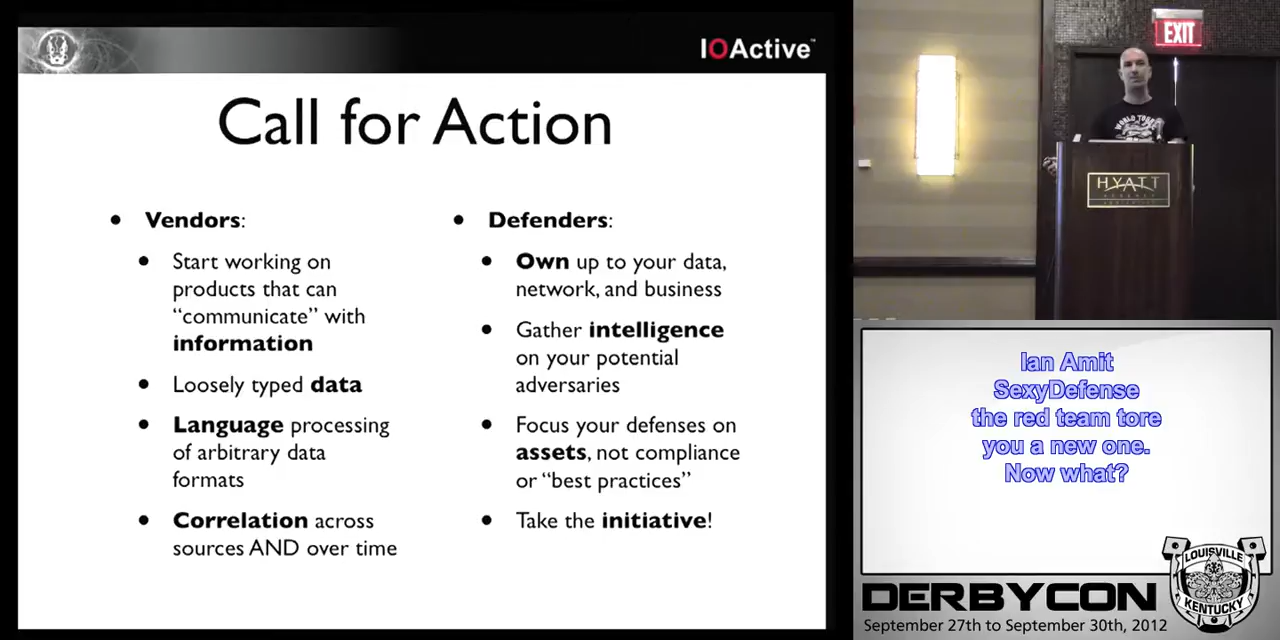 IOActive™
Call for Action
• Vendors:
• Start working on
products that can
“communicate” with
information
• Loosely typed data
• Language processing
of arbitrary data
formats
• Correlation across
sources AND over time
• Defenders:
• Own up to your data,
network, and business
• Gather intelligence
on your potential
adversaries
• Focus your defenses on
assets, not compliance
or “best practices”
• Take the initiative!
EXIT
WORLD TOUR
HYATT
Ian Amit
SexyDefense
the red team tore
you a new one.
Now what?
LOUISVILLE
KENTUCKY
DERBYCON
September 27th to September 30th, 2012